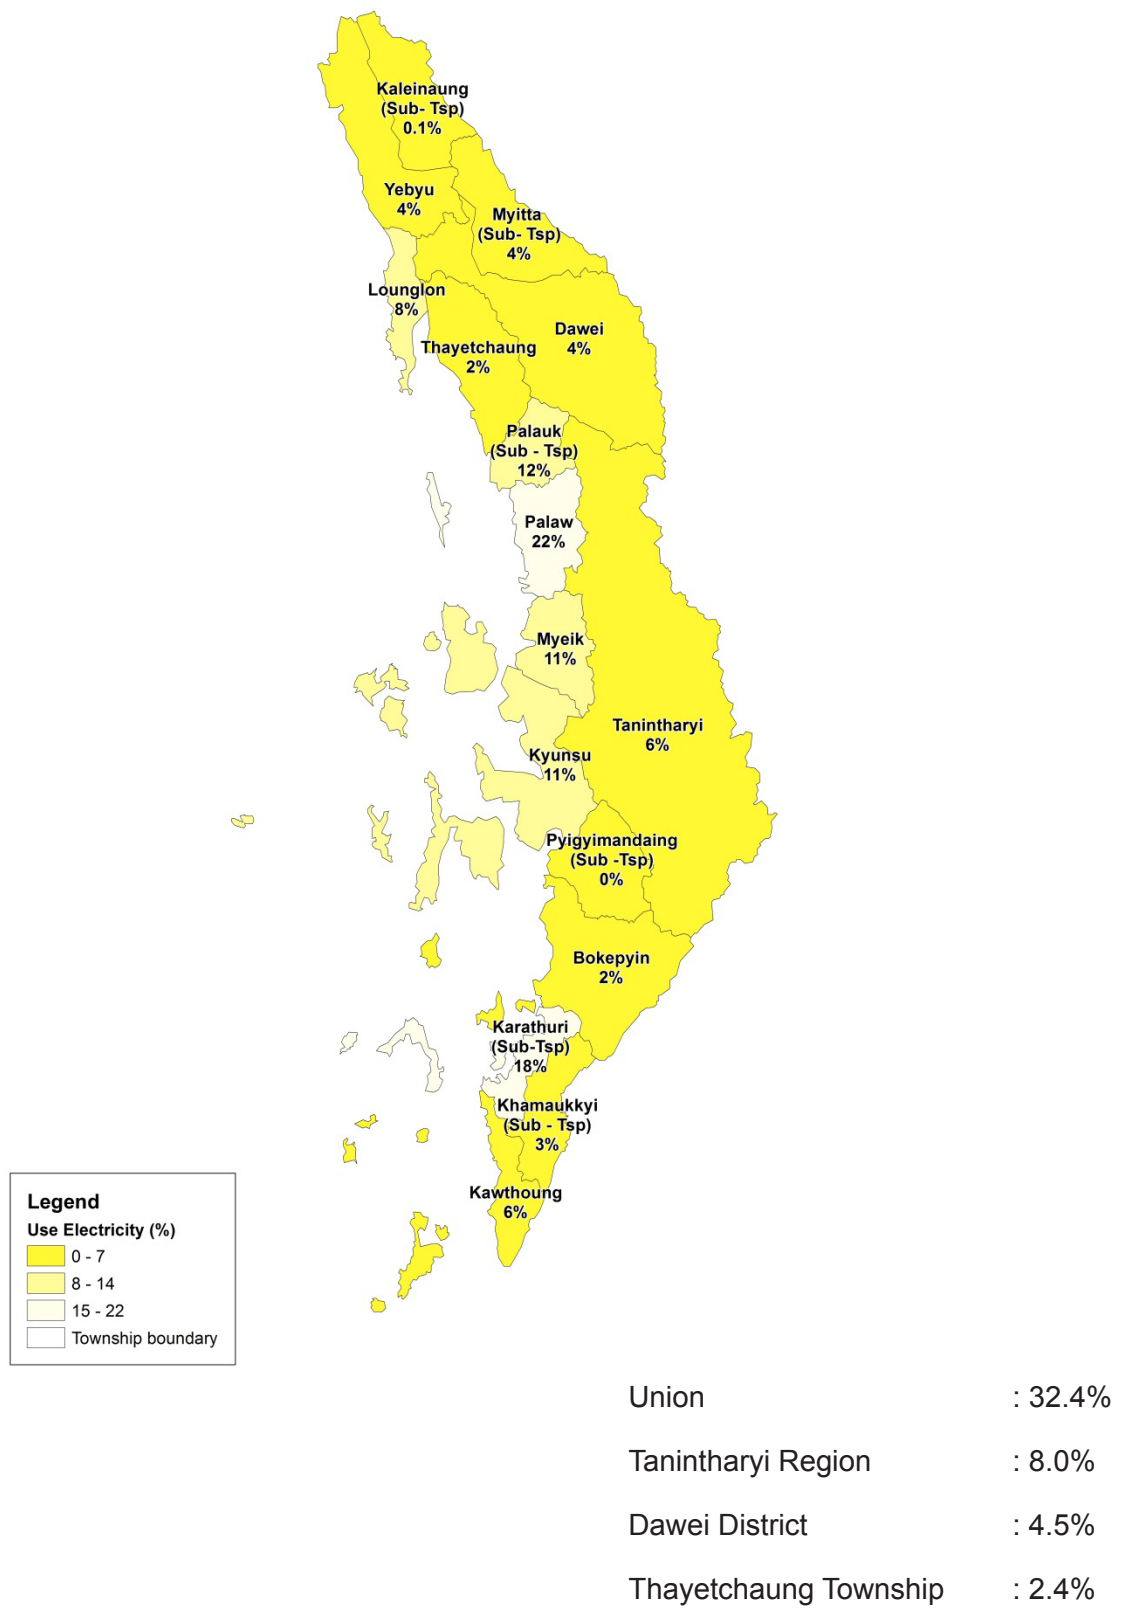 Kaleinaung
(Sub- Tsp)
0.1%
Yebyu
4%
Myitta
(Sub- Tsp)
4%
Lounglon
8%
Dawei
4%
Thayetchaung
2%
Palauk
(Sub - Tsp)
12%
Palaw
22%
Myeik
11%
Tanintharyi
6%
Kyunsu
11%
Pyigyimandaing
(Sub -Tsp)
0%
Bokepyin
2%
Karathuri
(Sub-Tsp)
18%
Khamaukkyi
(Sub - Tsp)
3%
Kawthoung
6%
Legend
Use Electricity (%)
0 - 7
8 - 14
15 - 22
Township boundary
Union : 32.4%
Tanintharyi Region : 8.0%
Dawei District : 4.5%
Thayetchaung Township : 2.4%